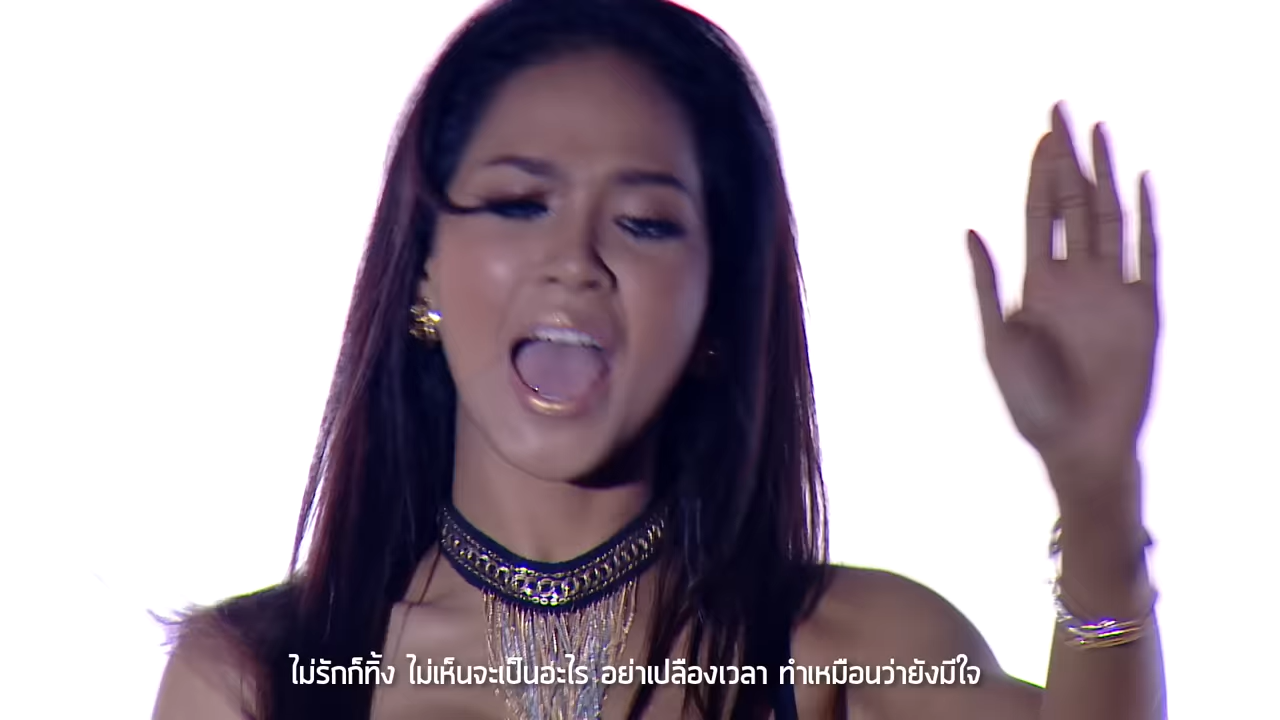 ไม่รักก็ทิ้ง ไม่เห็นจะเป็นอะไร อย่าเปลืองเวลา ทำเหมือนว่ายังมีใจ